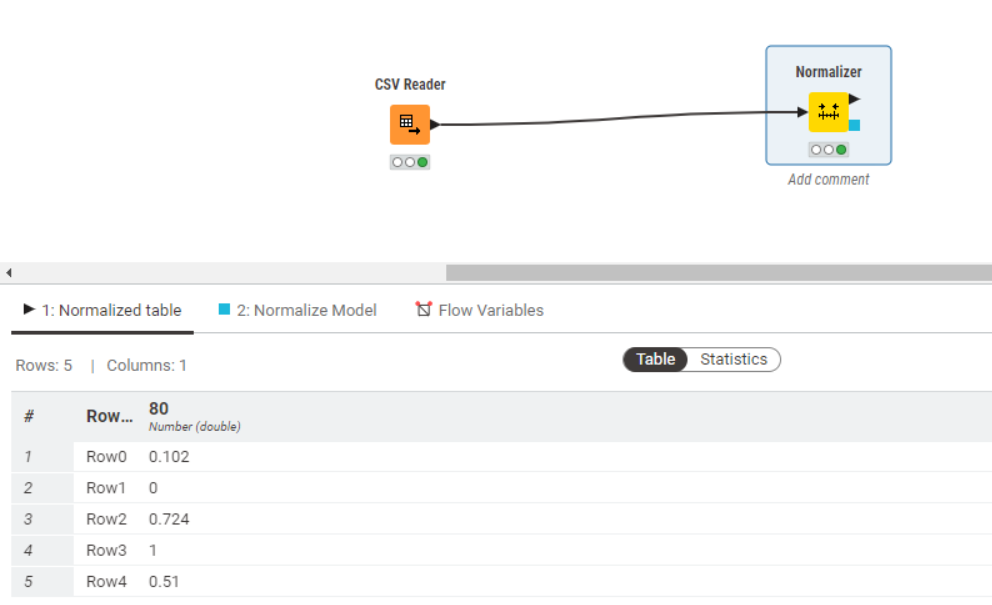 Normalizer
CSV Reader
Add comment
1: Normalized table 2: Normalize Model Flow Variables
Rows: 5 | Columns: 1 Table Statistics
# Row... 80
Number (double)
1 Row0 0.102
2 Row1 0
3 Row2 0.724
4 Row3 1
5 Row4 0.51